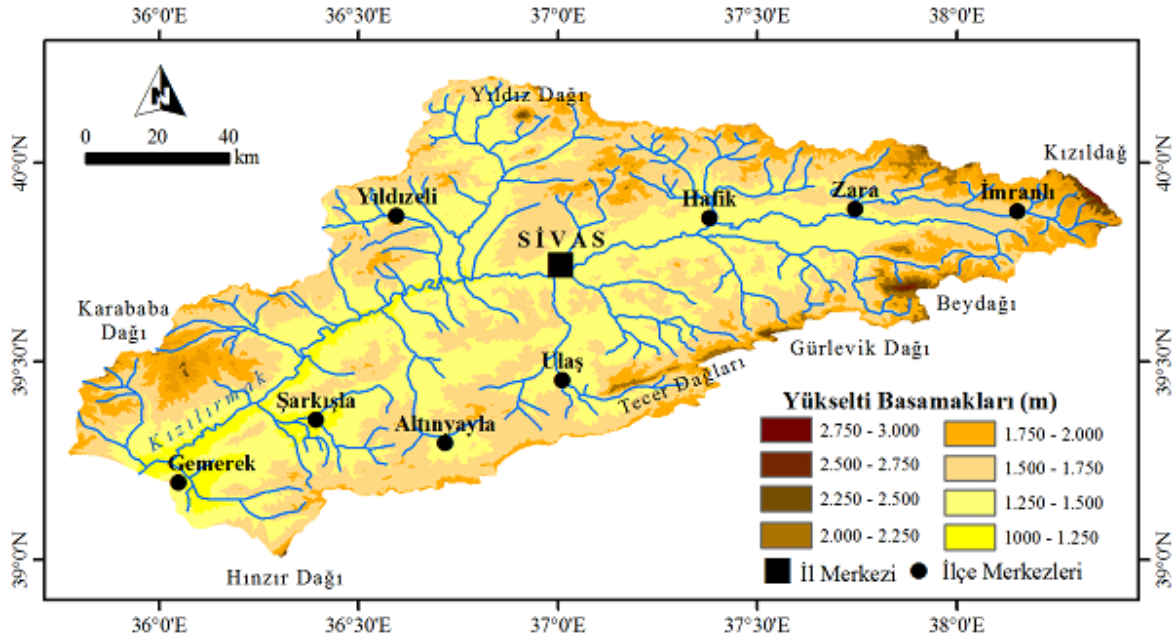 36°0'E 36°30'E 37°0'E 37°30'E 38°0'E
N
0 20 40
km
Yıldız Dağı
40°0'N
40°0'N
Kızıldağ
Yıldızeli
Hafik
Zara
İmranlı
SİVAS
Karababa
Dağı
Beydağı
39°30'N
39°30'N
Ulaş
Gürlevik Dağı
Tecer Dağları
Kızılırmak
Şarkışla
Altınyayla
Gemerek
Hınzır Dağı
39°0'N
39°0'N
Yükselti Basamakları (m)
2.750 - 3.000 1.750 - 2.000
2.500 - 2.750 1.500 - 1.750
2.250 - 2.500 1.250 - 1.500
2.000 - 2.250 1000 - 1.250
İl Merkezi İlçe Merkezleri
36°0'E 36°30'E 37°0'E 37°30'E 38°0'E